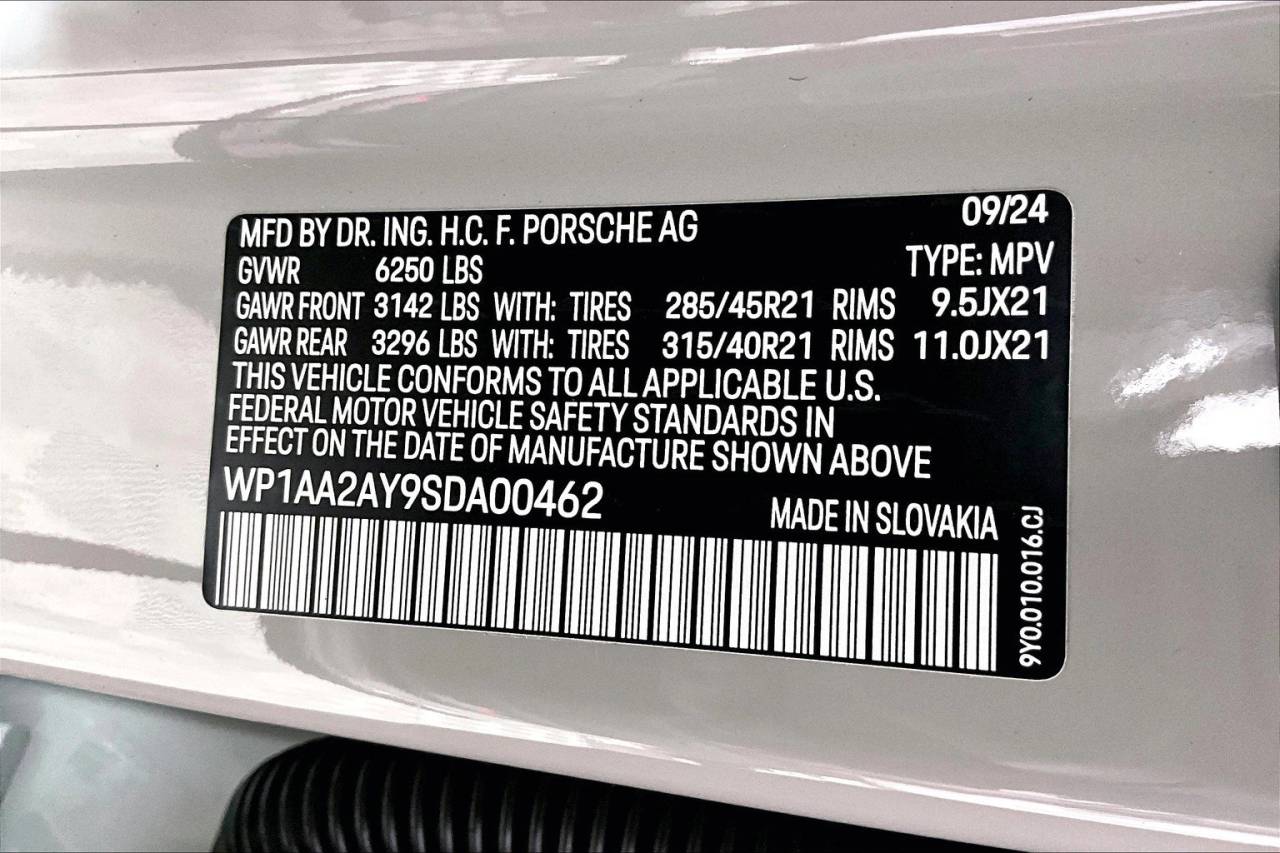 MFD BY DR. ING. H.C. F. PORSCHE AG 09/24
GVWR 6250 LBS TYPE: MPV
GAWR FRONT 3142 LBS WITH: TIRES 285/45R21 RIMS 9.5JX21
GAWR REAR 3296 LBS WITH: TIRES 315/40R21 RIMS 11.0JX21
THIS VEHICLE CONFORMS TO ALL APPLICABLE U.S.
FEDERAL MOTOR VEHICLE SAFETY STANDARDS IN
EFFECT ON THE DATE OF MANUFACTURE SHOWN ABOVE
WP1AA2AY9SDA00462 MADE IN SLOVAKIA
9Y0.010.016.CJ